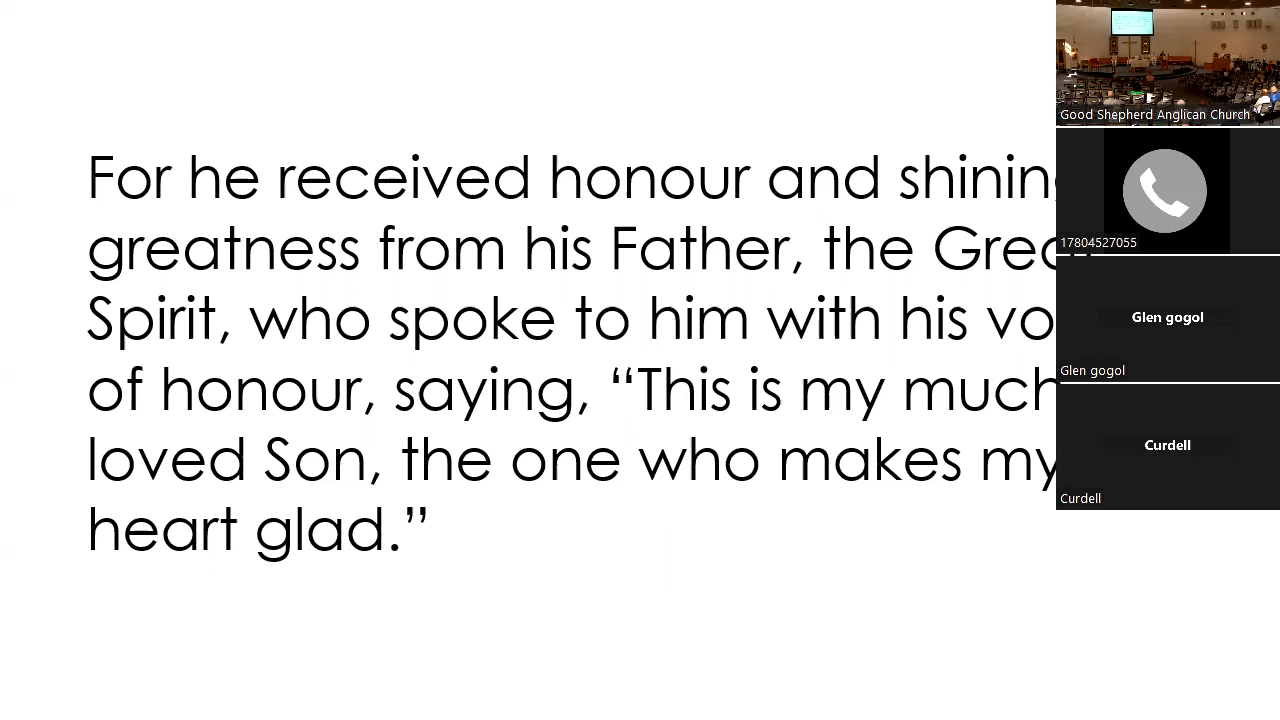 For he received honour and shining
greatness from his Father, the Great
Spirit, who spoke to him with his vo
of honour, saying, “This is my much
loved Son, the one who makes my
heart glad.”
Good Shepherd Anglican Church
17804527055
Glen gogol
Glen gogol
Curdell
Curdell